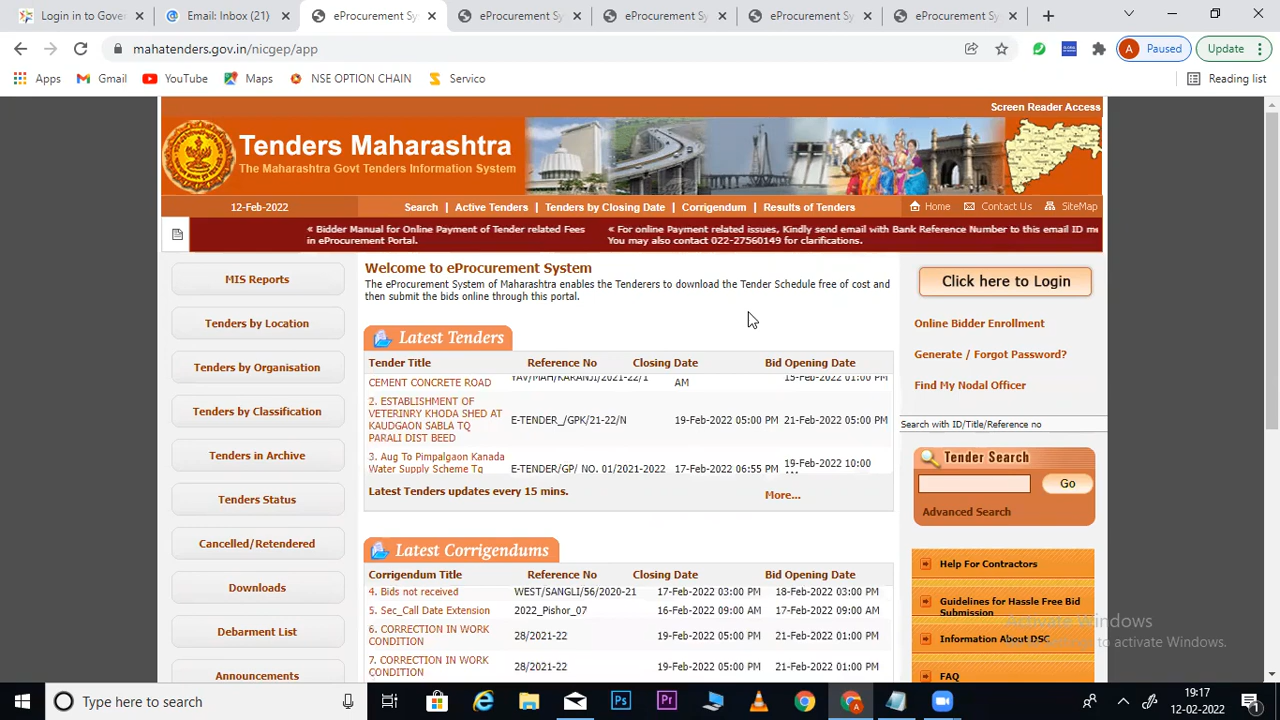 Login in to Gover
Email: Inbox (21)
eProcurement Sy
eProcurement Sy
eProcurement Sy
eProcurement Sy
eProcurement Sy
mahatenders.gov.in/nicgep/app
A Paused
Update
Apps
Gmail
YouTube
Maps
NSE OPTION CHAIN
Servico
Reading list
Screen Reader Access
Tenders Maharashtra
The Maharashtra Govt Tenders Information System
12-Feb-2022
Search | Active Tenders | Tenders by Closing Date | Corrigendum | Results of Tenders
Home
Contact Us
SiteMap
« Bidder Manual for Online Payment of Tender related Fees
in eProcurement Portal.
« For online Payment related issues, Kindly send email with Bank Reference Number to this email ID
You may also contact 022-27560149 for clarifications.
MIS Reports
Tenders by Location
Tenders by Organisation
Tenders by Classification
Tenders in Archive
Tenders Status
Cancelled/Retendered
Downloads
Debarment List
Announcements
Welcome to eProcurement System
The eProcurement System of Maharashtra enables the Tenderers to download the Tender Schedule free of cost and
then submit the bids online through this portal.
Latest Tenders
Tender Title Reference No Closing Date Bid Opening Date
CEMENT CONCRETE ROAD YAV/MAH/KARANJI/2021-22/1 AM 15-Feb-2022 01:00 PM
2. ESTABLISHMENT OF
VETERINRY KHODA SHED AT
KAUDGAON SABLA TQ
PARALI DIST BEED
E-TENDER_/GPK/21-22/N 19-Feb-2022 05:00 PM 21-Feb-2022 05:00 PM
3. Aug To Pimpalgaon Kanada
Water Supply Scheme Tq
E-TENDER/GP/ NO. 01/2021-2022 17-Feb-2022 06:55 PM 19-Feb-2022 10:00
Latest Tenders updates every 15 mins.
More...
Latest Corrigendums
Corrigendum Title Reference No Closing Date Bid Opening Date
4. Bids not received WEST/SANGLI/56/2020-21 17-Feb-2022 03:00 PM 18-Feb-2022 03:00 PM
5. Sec_Call Date Extension 2022_Pishor_07 16-Feb-2022 09:00 AM 17-Feb-2022 09:00 AM
6. CORRECTION IN WORK
CONDITION
28/2021-22 19-Feb-2022 05:00 PM 21-Feb-2022 01:00 PM
7. CORRECTION IN WORK
CONDITION
28/2021-22 19-Feb-2022 05:00 PM 21-Feb-2022 01:00 PM
Click here to Login
Online Bidder Enrollment
Generate / Forgot Password?
Find My Nodal Officer
Search with ID/Title/Reference no
Tender Search
Go
Advanced Search
Help For Contractors
Guidelines for Hassle Free Bid
Submission
Information About DSC
FAQ
Activate Windows
to activate Windows.
Type here to search
19:17
12-02-2022